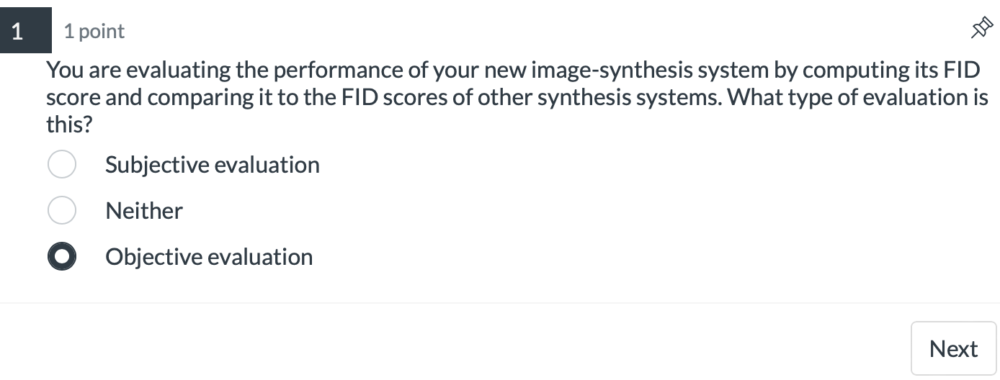 1
1 point
You are evaluating the performance of your new image-synthesis system by computing its FID
score and comparing it to the FID scores of other synthesis systems. What type of evaluation is
this?
Subjective evaluation
Neither
Objective evaluation
Next